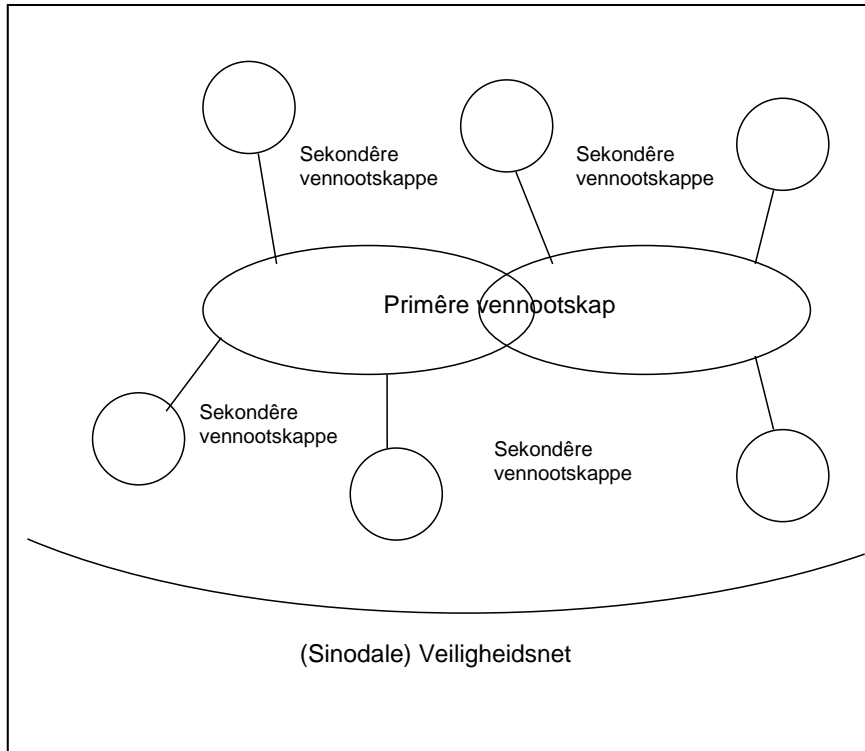 Sekondêre
vennootskappe
Sekondêre
vennootskappe
Primêre vennootskap
Sekondêre
vennootskappe
Sekondêre
vennootskappe
(Sinodale) Veiligheidsnet